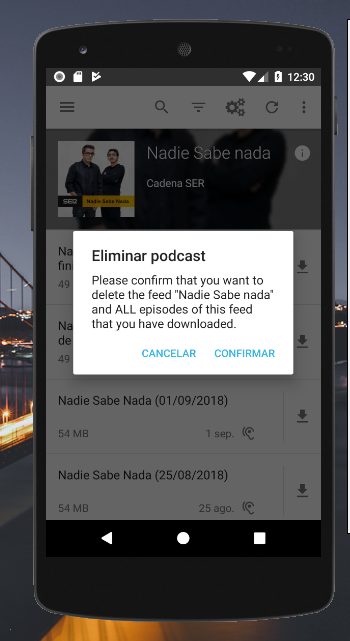 12:30
Nadie Sabe nada
Cadena SER
SER Nadie Sabe Nada
Na
fin
49
Eliminar podcast
Please confirm that you want to
delete the feed "Nadie Sabe nada"
and ALL episodes of this feed
that you have downloaded.
CANCELAR CONFIRMAR
Na
de
49
Nadie Sabe Nada (01/09/2018)
54 MB 1 sep.
Nadie Sabe Nada (25/08/2018)
54 MB 25 ago.